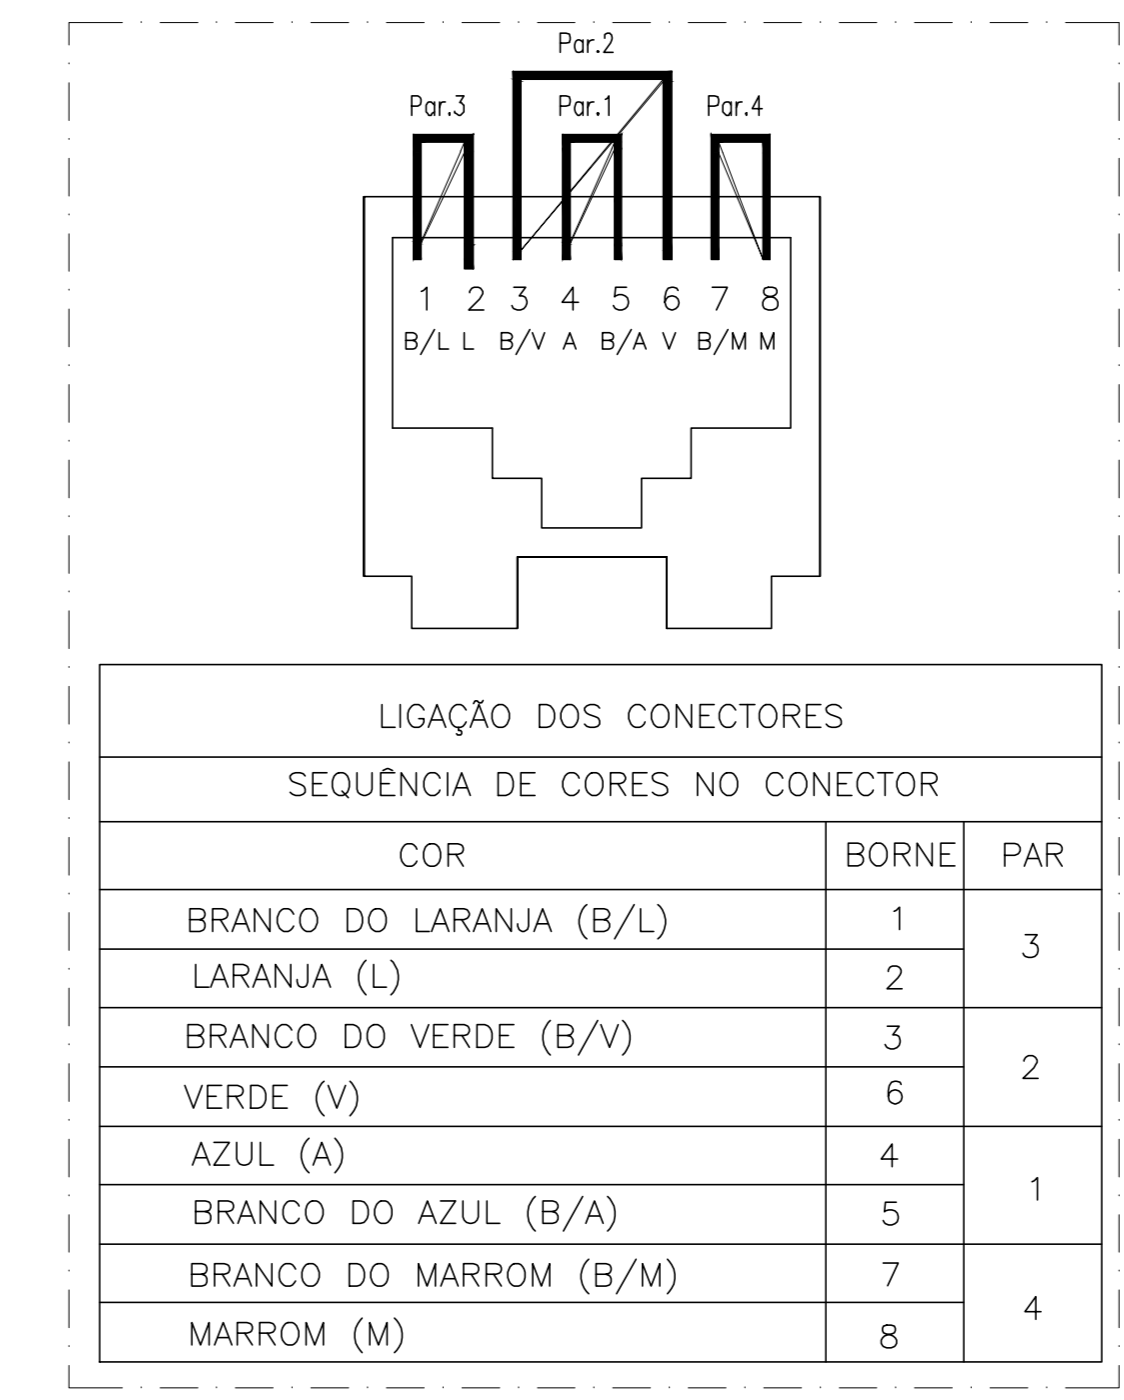 Par.2
Par.3 Par.1 Par.4
1 2 3 4 5 6 7 8
B/L L B/V A B/A V B/M M
LIGAÇÃO DOS CONECTORES
SEQUÊNCIA DE CORES NO CONECTOR
COR BORNE PAR
BRANCO DO LARANJA (B/L) 1
3
LARANJA (L) 2
BRANCO DO VERDE (B/V) 3
2
VERDE (V) 6
AZUL (A) 4
1
BRANCO DO AZUL (B/A) 5
BRANCO DO MARROM (B/M) 7
4
MARROM (M) 8